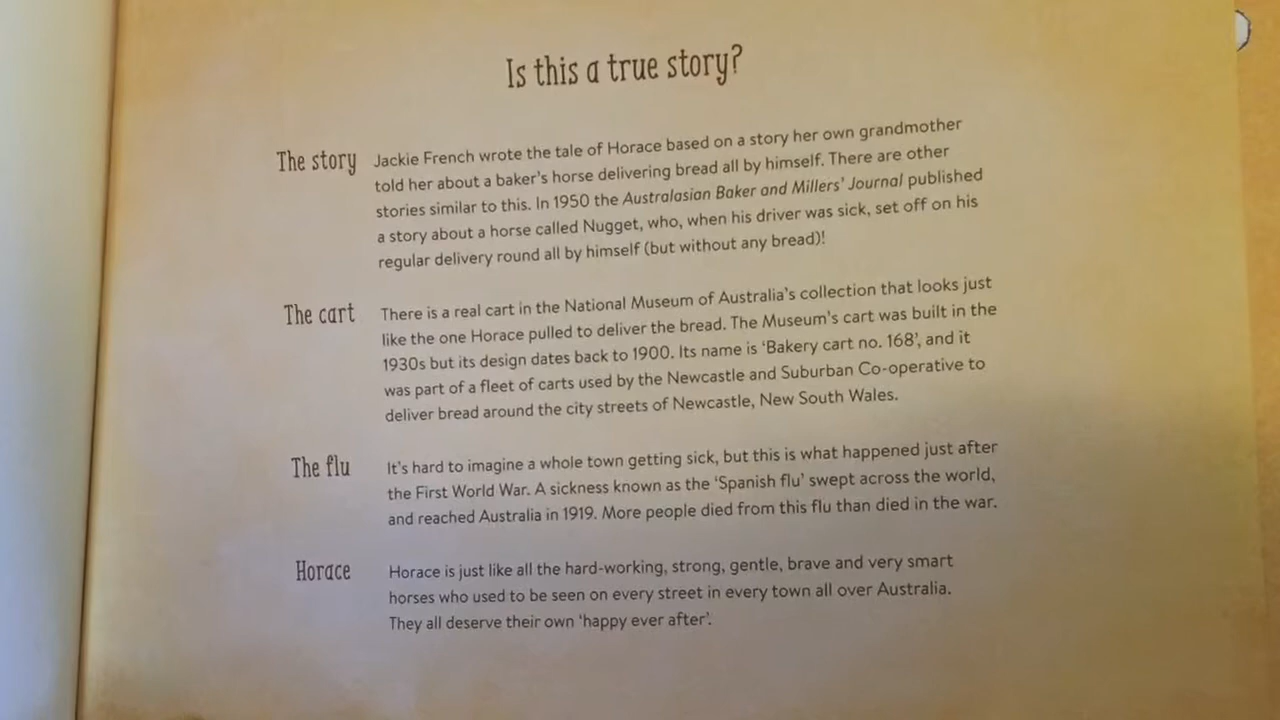 Is this a true story?
The story
Jackie French wrote the tale of Horace based on a story her own grandmother
told her about a baker's horse delivering bread all by himself. There are other
stories similar to this. In 1950 the Australasian Baker and Millers' Journal published
a story about a horse called Nugget, who, when his driver was sick, set off on his
regular delivery round all by himself (but without any bread)!
The cart
There is a real cart in the National Museum of Australia's collection that looks just
like the one Horace pulled to deliver the bread. The Museum's cart was built in the
1930s but its design dates back to 1900. Its name is 'Bakery cart no. 168', and it
was part of a fleet of carts used by the Newcastle and Suburban Co-operative to
deliver bread around the city streets of Newcastle, New South Wales.
The flu
It's hard to imagine a whole town getting sick, but this is what happened just after
the First World War. A sickness known as the 'Spanish flu' swept across the world,
and reached Australia in 1919. More people died from this flu than died in the war.
Horace
Horace is just like all the hard-working, strong, gentle, brave and very smart
horses who used to be seen on every street in every town all over Australia.
They all deserve their own 'happy ever after'.